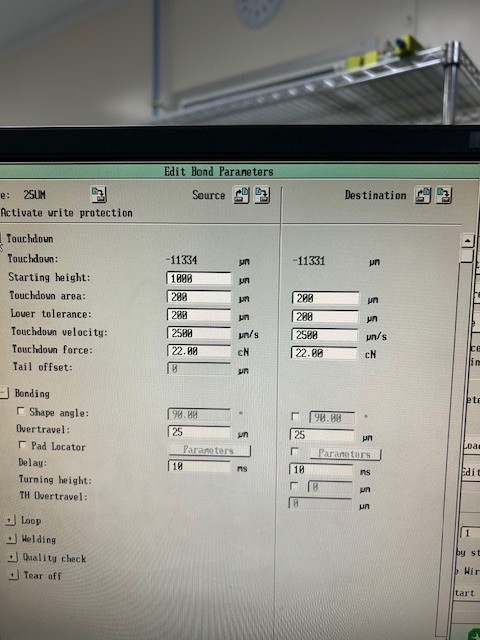 Edit Bond Parameters
e: 25UM Source Destination
Activate write protection
Touchdown
Touchdown: -11334 µm -11331 µm
Starting height: 1000 µm
Touchdown area: 200 µm 200 µm
Lower tolerance: 200 µm 200 µm
Touchdown velocity: 2500 µm/s 2500 µm/s
Touchdown force: 22.00 cN 22.00 cN
Tail offset: 0 µm
Bonding
Shape angle: 90.00 ° 90.00 °
Overtravel: 25 µm 25 µm
Pad Locator Parameters Parameters
Delay: 10 ms 10 ms
Turning height: 0 µm
TH Overtravel: 0 µm
Loop
Welding
Quality check
Tear off
1
by st
Wir
tart